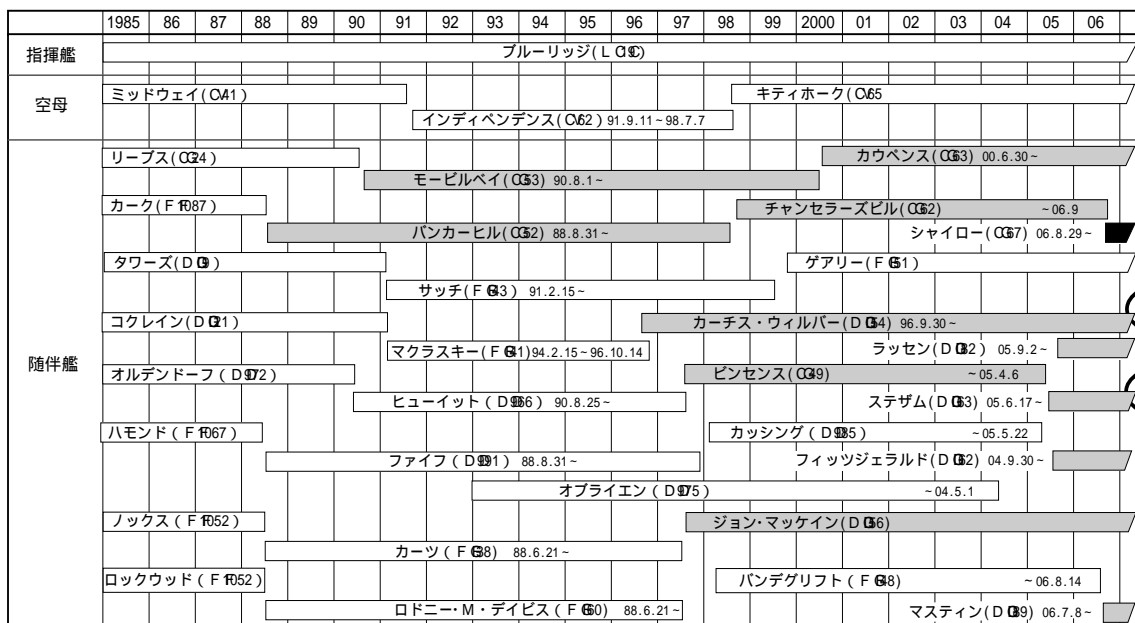 1985 86 87 88 89 90 91 92 93 94 95 96 97 98 99 2000 01 02 03 04 05 06
指揮艦
ブルーリッジ(LCC19)
空母
ミッドウェイ(CV41)
キティホーク(CV65
インディペンデンス(CV62) 91.9.11~98.7.7
随伴艦
リーブス(CG24)
カウペンス(CG63) 00.6.30~
モービルベイ(CG53) 90.8.1~
カーク(FF1087)
チャンセラーズビル(CG62) ~06.9
バンカーヒル(CG52) 88.8.31~
シャイロー(CG67) 06.8.29~
タワーズ(DDG9)
ゲアリー(FFG51)
サッチ(FFG43) 91.2.15~
コクレイン(DDG21)
カーチス・ウィルバー(DDG54) 96.9.30~
マクラスキー(FFG41) 94.2.15~96.10.14
ラッセン(DDG82) 05.9.2~
オルデンドーフ(DD972)
ビンセンス(CG49) ~05.4.6
ヒューイット(DD966) 90.8.25~
ステザム(DDG63) 05.6.17~
ハモンド(FF1067)
カッシング(DD985) ~05.5.22
ファイフ(DD991) 88.8.31~
フィッツジェラルド(DDG62) 04.9.30~
オブライエン(DD975) ~04.5.1
ノックス(FF1052)
ジョン・マッケイン(DDG56)
カーツ(FFG38) 88.6.21~
ロックウッド(FF1052)
バンデグリフト(FFG48) ~06.8.14
ロドニー・M・デイビス(FFG60) 88.6.21~
マスティン(DDG89) 06.7.8~